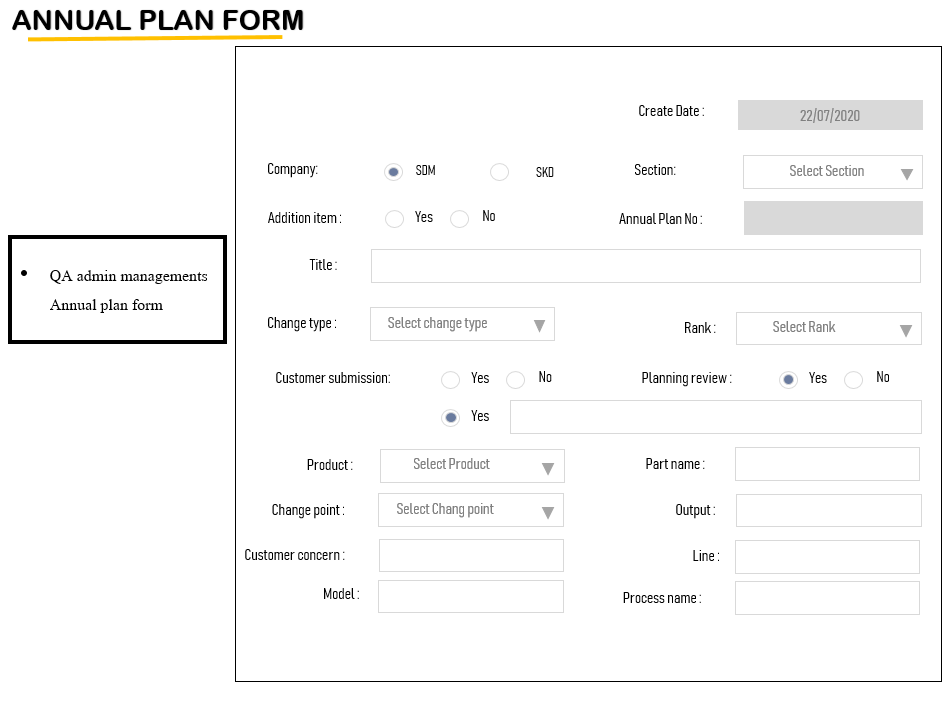 ANNUAL PLAN FORM
Create Date : 22/07/2020
Company: SDM SKD Section: Select Section
Addition item : Yes No Annual Plan No :
• QA admin managements
Annual plan form
Title :
Change type : Select change type Rank : Select Rank
Customer submission: Yes No Planning review : Yes No
Yes
Product : Select Product Part name :
Change point : Select Chang point Output :
Customer concern : Line :
Model : Process name :